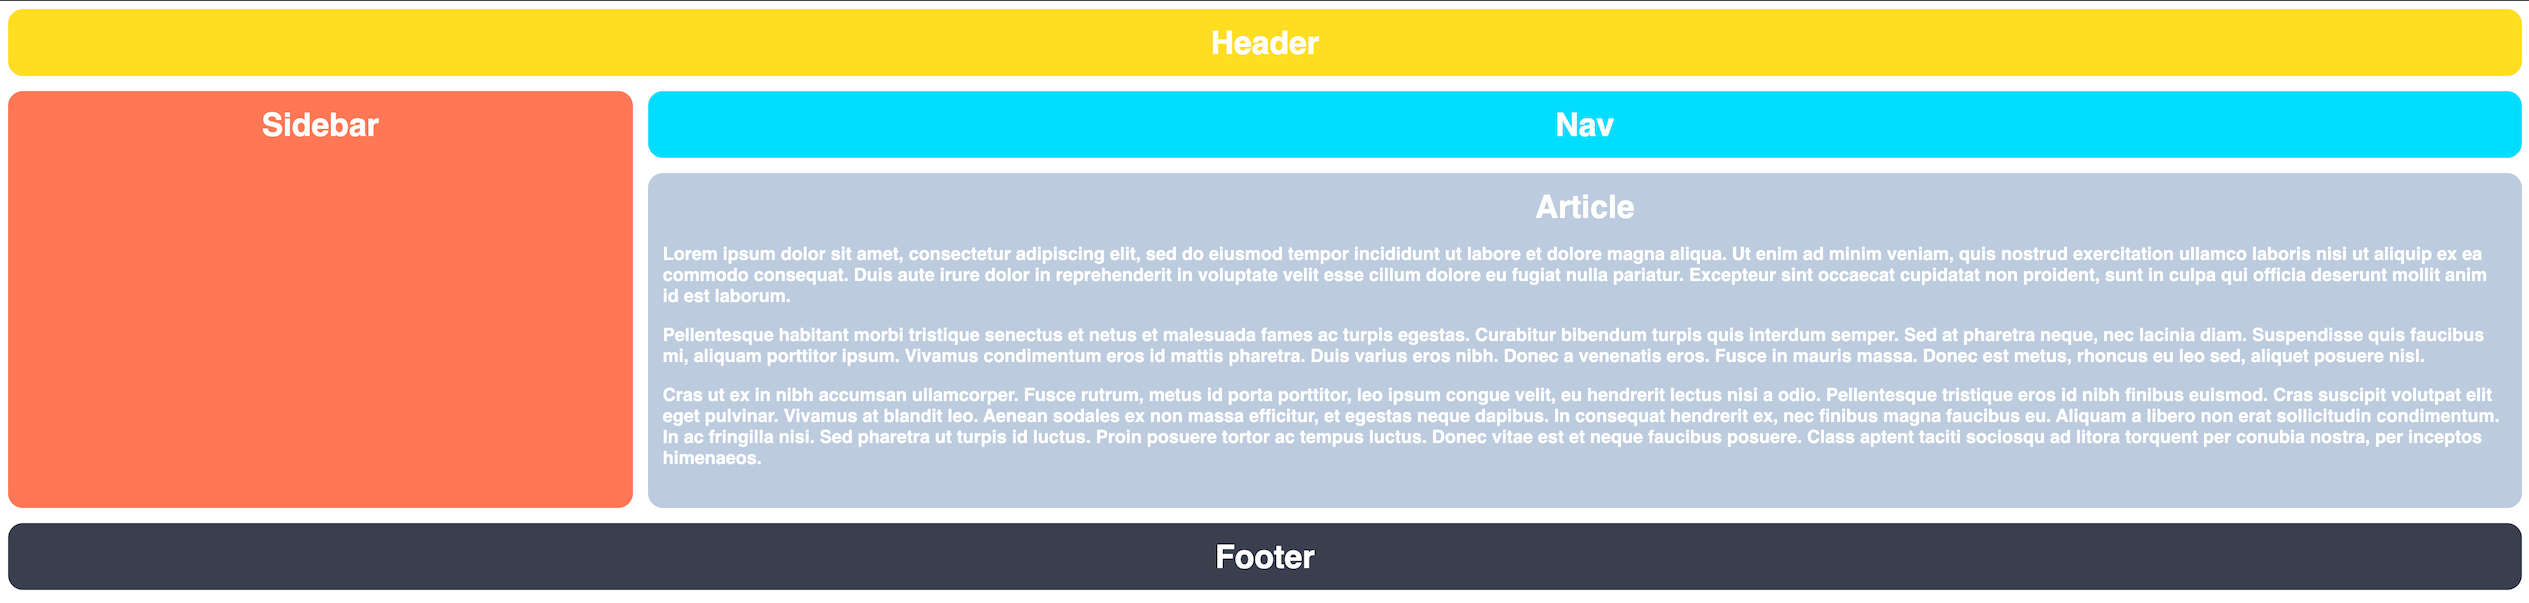 Header
Sidebar
Nav
Article
Lorem ipsum dolor sit amet, consectetur adipiscing elit, sed do eiusmod tempor incididunt ut labore et dolore magna aliqua. Ut enim ad minim veniam, quis nostrud exercitation ullamco laboris nisi ut aliquip ex ea
commodo consequat. Duis aute irure dolor in reprehenderit in voluptate velit esse cillum dolore eu fugiat nulla pariatur. Excepteur sint occaecat cupidatat non proident, sunt in culpa qui officia deserunt mollit anim
id est laborum.
Pellentesque habitant morbi tristique senectus et netus et malesuada fames ac turpis egestas. Curabitur bibendum turpis quis interdum semper. Sed at pharetra neque, nec lacinia diam. Suspendisse quis faucibus
mi, aliquam porttitor ipsum. Vivamus condimentum eros id mattis pharetra. Duis varius eros nibh. Donec a venenatis eros. Fusce in mauris massa. Donec est metus, rhoncus eu leo sed, aliquet posuere nisl.
Cras ut ex in nibh accumsan ullamcorper. Fusce rutrum, metus id porta porttitor, leo ipsum congue velit, eu hendrerit lectus nisi a odio. Pellentesque tristique eros id nibh finibus euismod. Cras suscipit volutpat elit
eget pulvinar. Vivamus at blandit leo. Aenean sodales ex non massa efficitur, et egestas neque dapibus. In consequat hendrerit ex, nec finibus magna faucibus eu. Aliquam a libero non erat sollicitudin condimentum.
In ac fringilla nisi. Sed pharetra ut turpis id luctus. Proin posuere tortor ac tempus luctus. Donec vitae est et neque faucibus posuere. Class aptent taciti sociosqu ad litora torquent per conubia nostra, per inceptos
himenaeos.
Footer